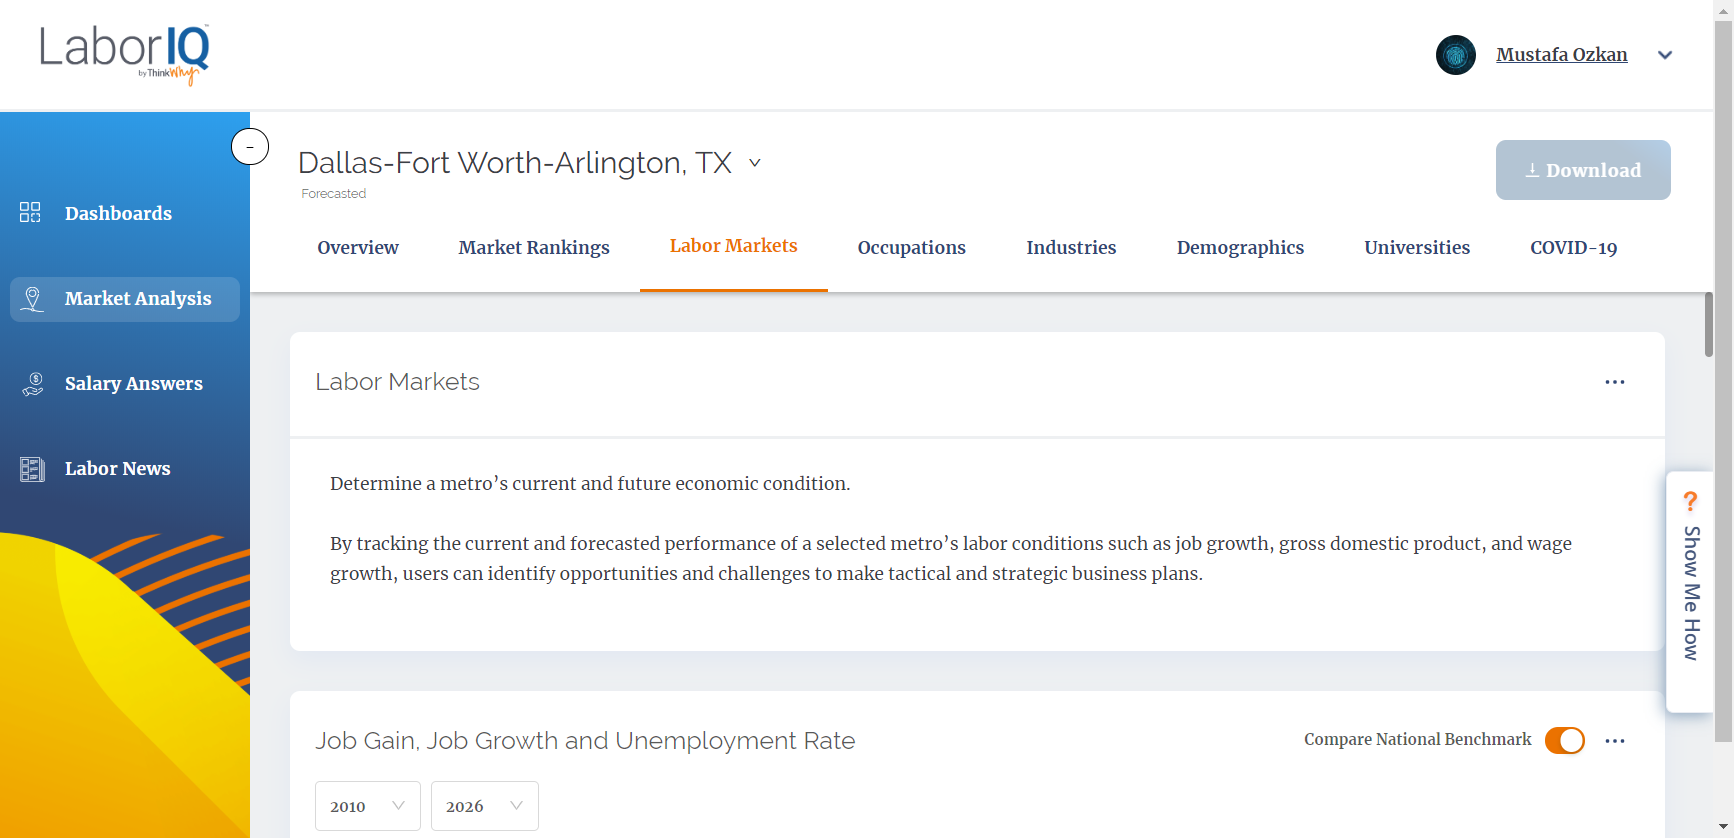 LaborIQ™
by ThinkWhy
Mustafa Ozkan
-
Dashboards
Market Analysis
Salary Answers
Labor News
Dallas-Fort Worth-Arlington, TX
Forecasted
Download
Overview Market Rankings Labor Markets Occupations Industries Demographics Universities COVID-19
Labor Markets
...
Determine a metro’s current and future economic condition.
By tracking the current and forecasted performance of a selected metro’s labor conditions such as job growth, gross domestic product, and wage
growth, users can identify opportunities and challenges to make tactical and strategic business plans.
? Show Me How
Job Gain, Job Growth and Unemployment Rate
Compare National Benchmark
...
2010 2026